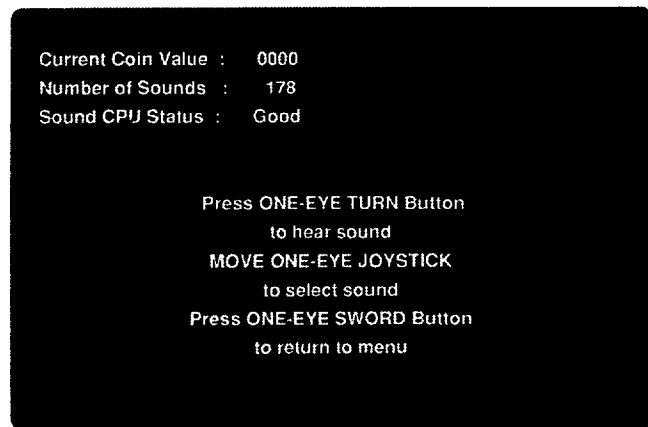 Current Coin Value : 0000
Number of Sounds : 178
Sound CPU Status : Good
Press ONE-EYE TURN Button
to hear sound
MOVE ONE-EYE JOYSTICK
to select sound
Press ONE-EYE SWORD Button
to return to menu